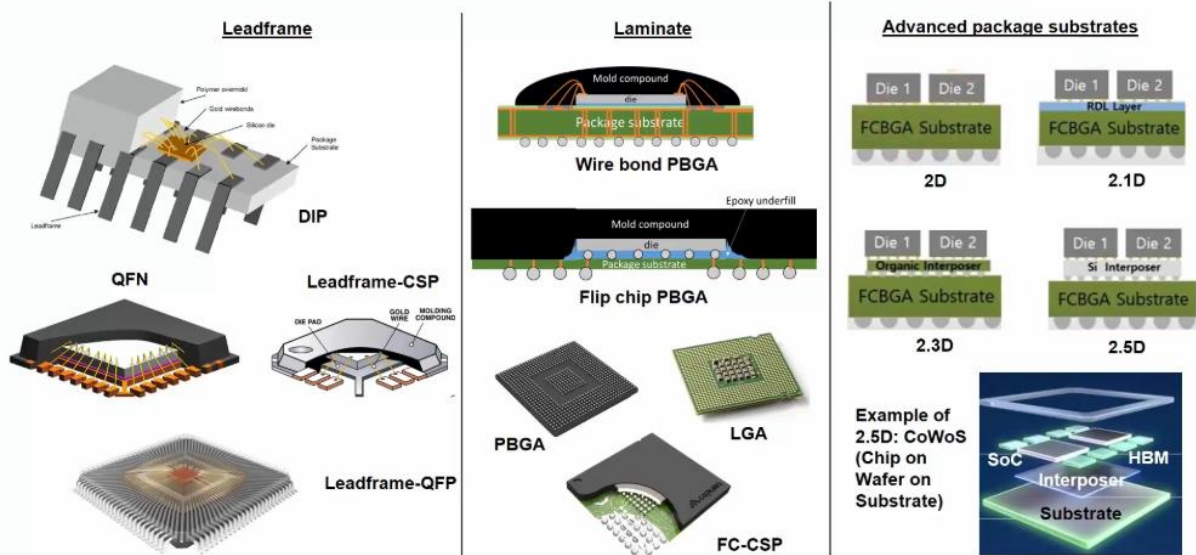 Leadframe
Polymer overmold
Gold wirebonds
Silicon die
Package
Substrate
Leadframe
DIP
QFN
Leadframe-CSP
DIE PAD
GOLD
WIRE
MOLDING
COMPOUND
Leadframe-QFP
Laminate
Mold compound
die
Package substrate
Wire bond PBGA
Epoxy underfill
Mold compound
die
Package substrate
Flip chip PBGA
PBGA
LGA
FC-CSP
Advanced package substrates
Die 1
Die 2
FCBGA Substrate
2D
Die 1
Die 2
RDL Layer
FCBGA Substrate
2.1D
Die 1
Die 2
Organic Interposer
FCBGA Substrate
2.3D
Die 1
Die 2
Si Interposer
FCBGA Substrate
2.5D
Example of
2.5D: CoWoS
(Chip on
Wafer on
Substrate)
SoC
HBM
Interposer
Substrate